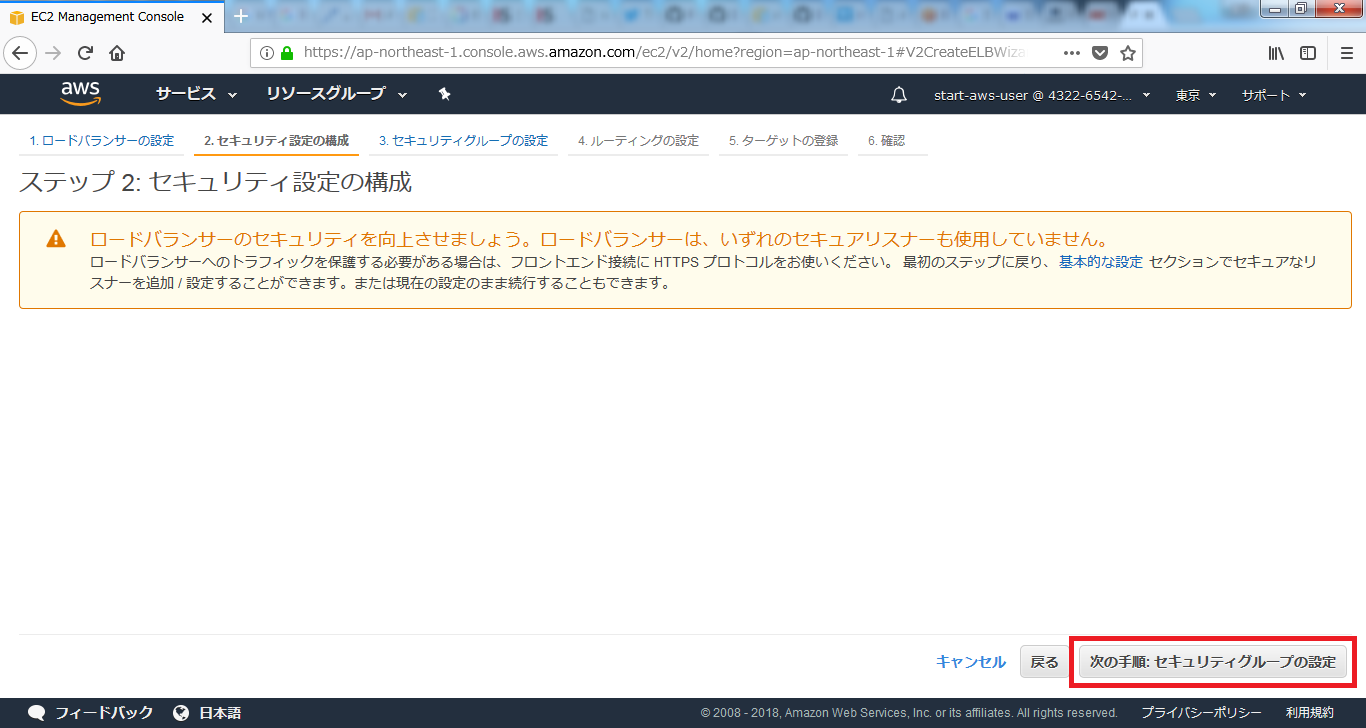 EC2 Management Console
https://ap-northeast-1.console.aws.amazon.com/ec2/v2/home?region=ap-northeast-1#V2CreateELBWiza
aws サービス リソースグループ start-aws-user @ 4322-6542-... 東京 サポート
1. ロードバランサーの設定 2. セキュリティ設定の構成 3. セキュリティグループの設定 4. ルーティングの設定 5. ターゲットの登録 6. 確認
ステップ 2: セキュリティ設定の構成
ロードバランサーのセキュリティを向上させましょう。ロードバランサーは、いずれのセキュアリスナーも使用していません。
ロードバランサーへのトラフィックを保護する必要がある場合は、フロントエンド接続に HTTPS プロトコルをお使いください。 最初のステップに戻り、 基本的な設定 セクションでセキュアなリ
スナーを追加 / 設定することができます。または現在の設定のまま続行することもできます。
キャンセル 戻る 次の手順: セキュリティグループの設定
フィードバック 日本語 © 2008 - 2018, Amazon Web Services, Inc. or its affiliates. All rights reserved. プライバシーポリシー 利用規約